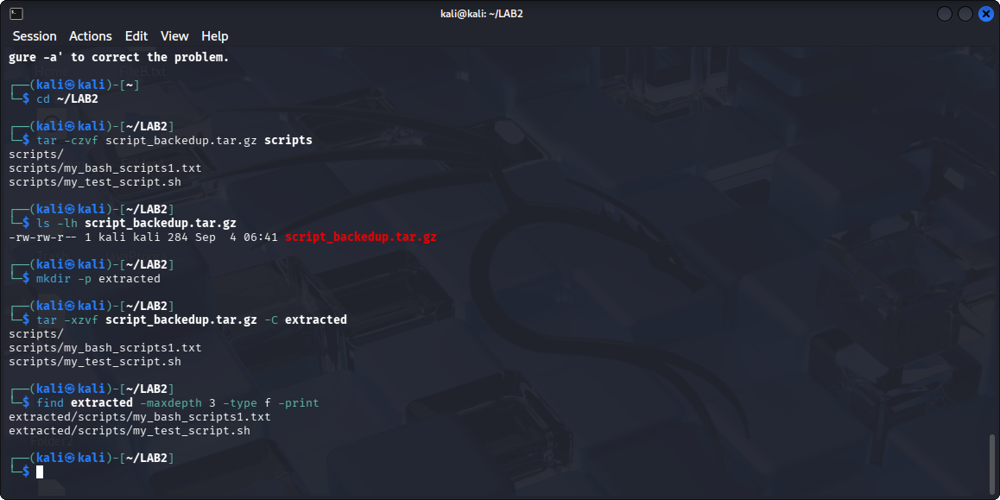 kali@kali: ~/LAB2
Session Actions Edit View Help
gure -a' to correct the problem.
┌──(kali㉿kali)-[~]
└─$ cd ~/LAB2
┌──(kali㉿kali)-[~/LAB2]
└─$ tar -czvf script_backedup.tar.gz scripts
scripts/
scripts/my_bash_scripts1.txt
scripts/my_test_script.sh
┌──(kali㉿kali)-[~/LAB2]
└─$ ls -lh script_backedup.tar.gz
-rw-rw-r-- 1 kali kali 284 Sep  4 06:41 script_backedup.tar.gz
┌──(kali㉿kali)-[~/LAB2]
└─$ mkdir -p extracted
┌──(kali㉿kali)-[~/LAB2]
└─$ tar -xzvf script_backedup.tar.gz -C extracted
scripts/
scripts/my_bash_scripts1.txt
scripts/my_test_script.sh
┌──(kali㉿kali)-[~/LAB2]
└─$ find extracted -maxdepth 3 -type f -print
extracted/scripts/my_bash_scripts1.txt
extracted/scripts/my_test_script.sh
Folder2
┌──(kali㉿kali)-[~/LAB2]
└─$